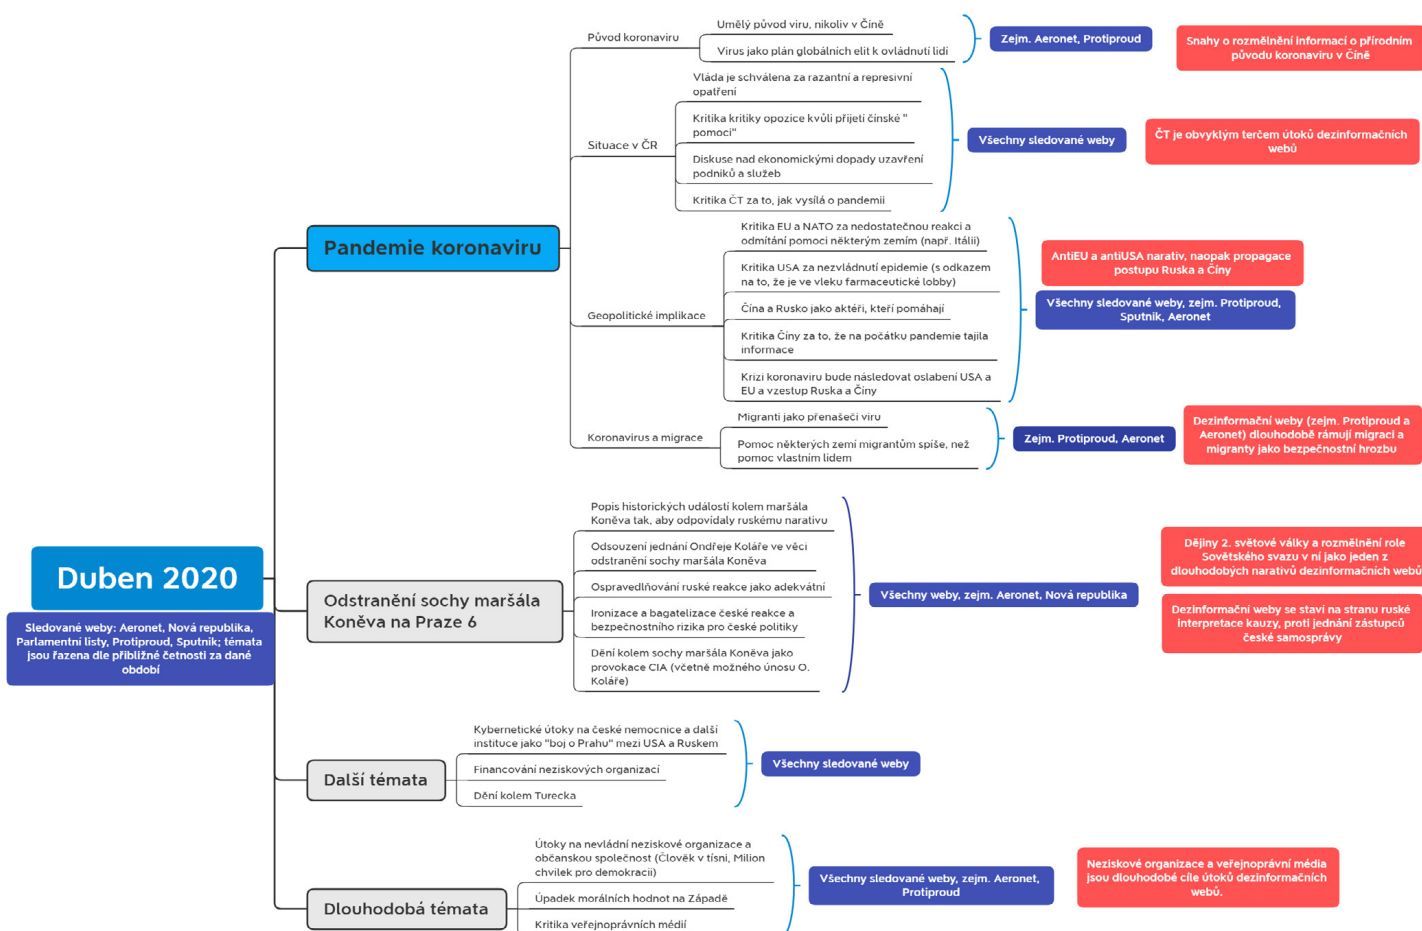 Duben 2020
Sledované weby: Aeronet, Nová republika,
Parlamentní listy, Protiproud, Sputnik; témata
jsou řazena dle přibližné četnosti za dané
období
Pandemie koronaviru
Původ koronaviru
Umělý původ viru, nikoliv v Číně
Virus jako plán globálních elit k ovládnutí lidí
Zejm. Aeronet, Protiproud
Snahy o rozmělnění informací o přírodním
původu koronaviru v Číně
Situace v ČR
Vláda je schválena za razantní a represivní
opatření
Kritika kritiky opozice kvůli přijetí čínské "
pomoci"
Diskuse nad ekonomickými dopady uzavření
podniků a služeb
Kritika ČT za to, jak vysílá o pandemii
Všechny sledované weby
ČT je obvyklým terčem útoků dezinformačních
webů
Geopolitické implikace
Kritika EU a NATO za nedostatečnou reakci a
odmítání pomoci některým zemím (např. Itálii)
Kritika USA za nezvládnutí epidemie (s odkazem
na to, že je ve vleku farmaceutické lobby)
Čína a Rusko jako aktéři, kteří pomáhají
Kritika Číny za to, že na počátku pandemie tajila
informace
Krizi koronaviru bude následovat oslabení USA a
EU a vzestup Ruska a Číny
AntiEU a antiUSA narativ, naopak propagace
postupu Ruska a Číny
Všechny sledované weby, zejm. Protiproud,
Sputnik, Aeronet
Koronavirus a migrace
Migranti jako přenašeči viru
Pomoc některých zemí migrantům spíše, než
pomoc vlastním lidem
Zejm. Protiproud, Aeronet
Dezinformační weby (zejm. Protiproud a
Aeronet) dlouhodobě rámují migraci a
migranty jako bezpečnostní hrozbu
Odstranění sochy maršála
Koněva na Praze 6
Popis historických událostí kolem maršála
Koněva tak, aby odpovídaly ruskému narativu
Odsouzení jednání Ondřeje Koláře ve věci
odstranění sochy maršála Koněva
Ospravedlňování ruské reakce jako adekvátní
Ironizace a bagatelizace české reakce a
bezpečnostního rizika pro české politiky
Dění kolem sochy maršála Koněva jako
provokace CIA (včetně možného únosu O.
Koláře)
Všechny weby, zejm. Aeronet, Nová republika
Dějiny 2. světové války a rozmělnění role
Sovětského svazu v ní jako jeden z
dlouhodobých narativů dezinformačních webů
Dezinformační weby se staví na stranu ruské
interpretace kauzy, proti jednání zástupců
české samosprávy
Další témata
Kybernetické útoky na české nemocnice a další
instituce jako "boj o Prahu" mezi USA a Ruskem
Financování neziskových organizací
Dění kolem Turecka
Všechny sledované weby
Dlouhodobá témata
Útoky na nevládní neziskové organizace a
občanskou společnost (Člověk v tísni, Milion
chvilek pro demokracii)
Úpadek morálních hodnot na Západě
Kritika veřejnoprávních médií
Všechny sledované weby, zejm. Aeronet,
Protiproud
Neziskové organizace a veřejnoprávní média
jsou dlouhodobé cíle útoků dezinformačních
webů.